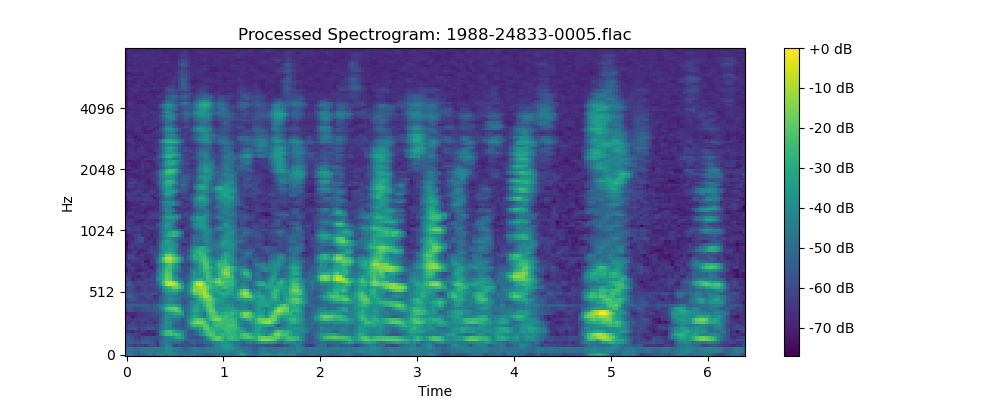 Processed Spectrogram: 1988-24833-0005.flac
Hz
4096
2048
1024
512
0
0 1 2 3 4 5 6
Time
+0 dB
-10 dB
-20 dB
-30 dB
-40 dB
-50 dB
-60 dB
-70 dB